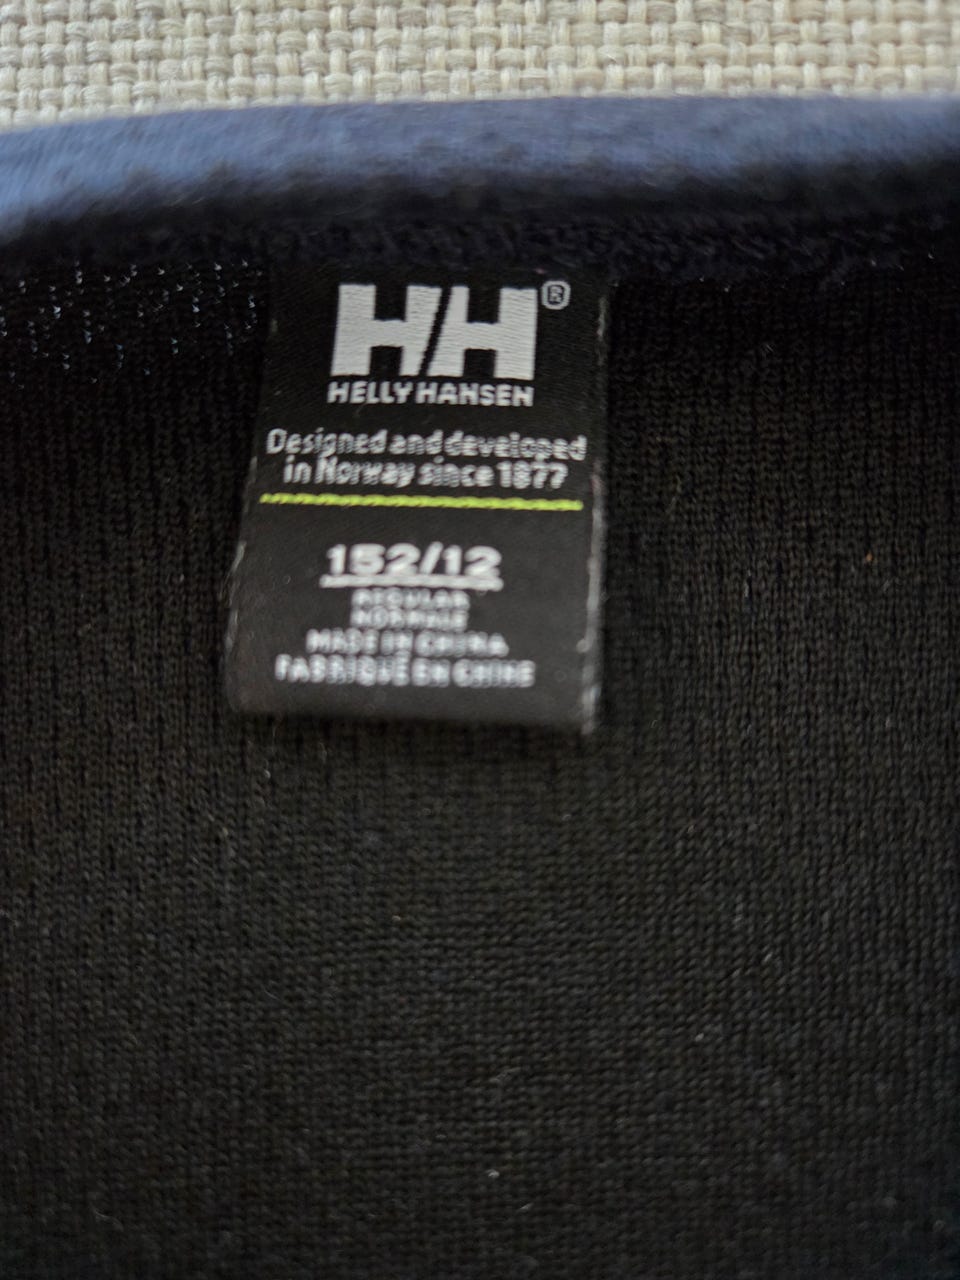 HH®
HELLY HANSEN
Designed and developed
in Norway since 1877
152/12
REGULAR
NORMALE
MADE IN CHINA
FABRIQUÉ EN CHINE